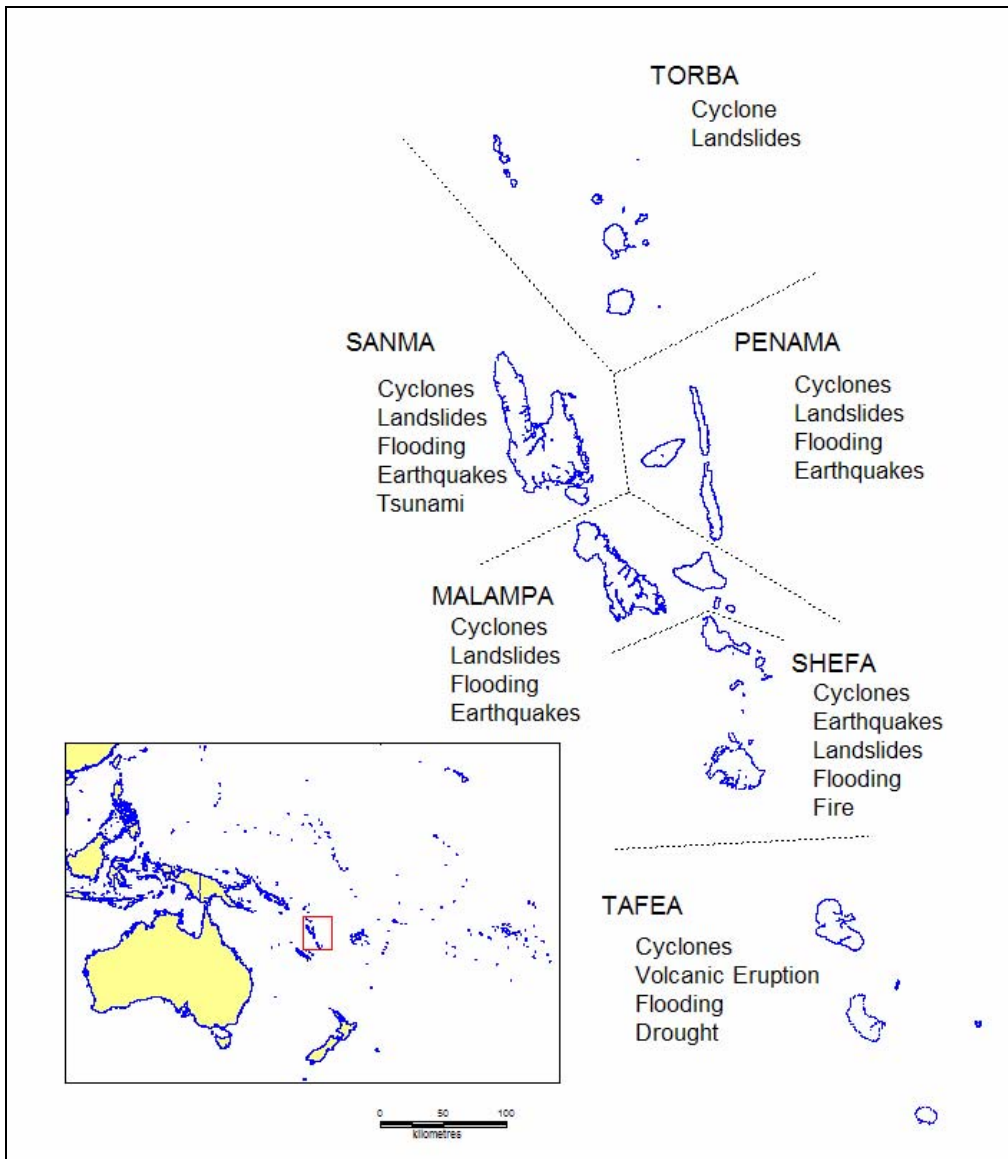 TORBA
Cyclone
Landslides
SANMA
Cyclones
Landslides
Flooding
Earthquakes
Tsunami
PENAMA
Cyclones
Landslides
Flooding
Earthquakes
MALAMPA
Cyclones
Landslides
Flooding
Earthquakes
SHEFA
Cyclones
Earthquakes
Landslides
Flooding
Fire
TAFEA
Cyclones
Volcanic Eruption
Flooding
Drought
0 50 100
kilometres